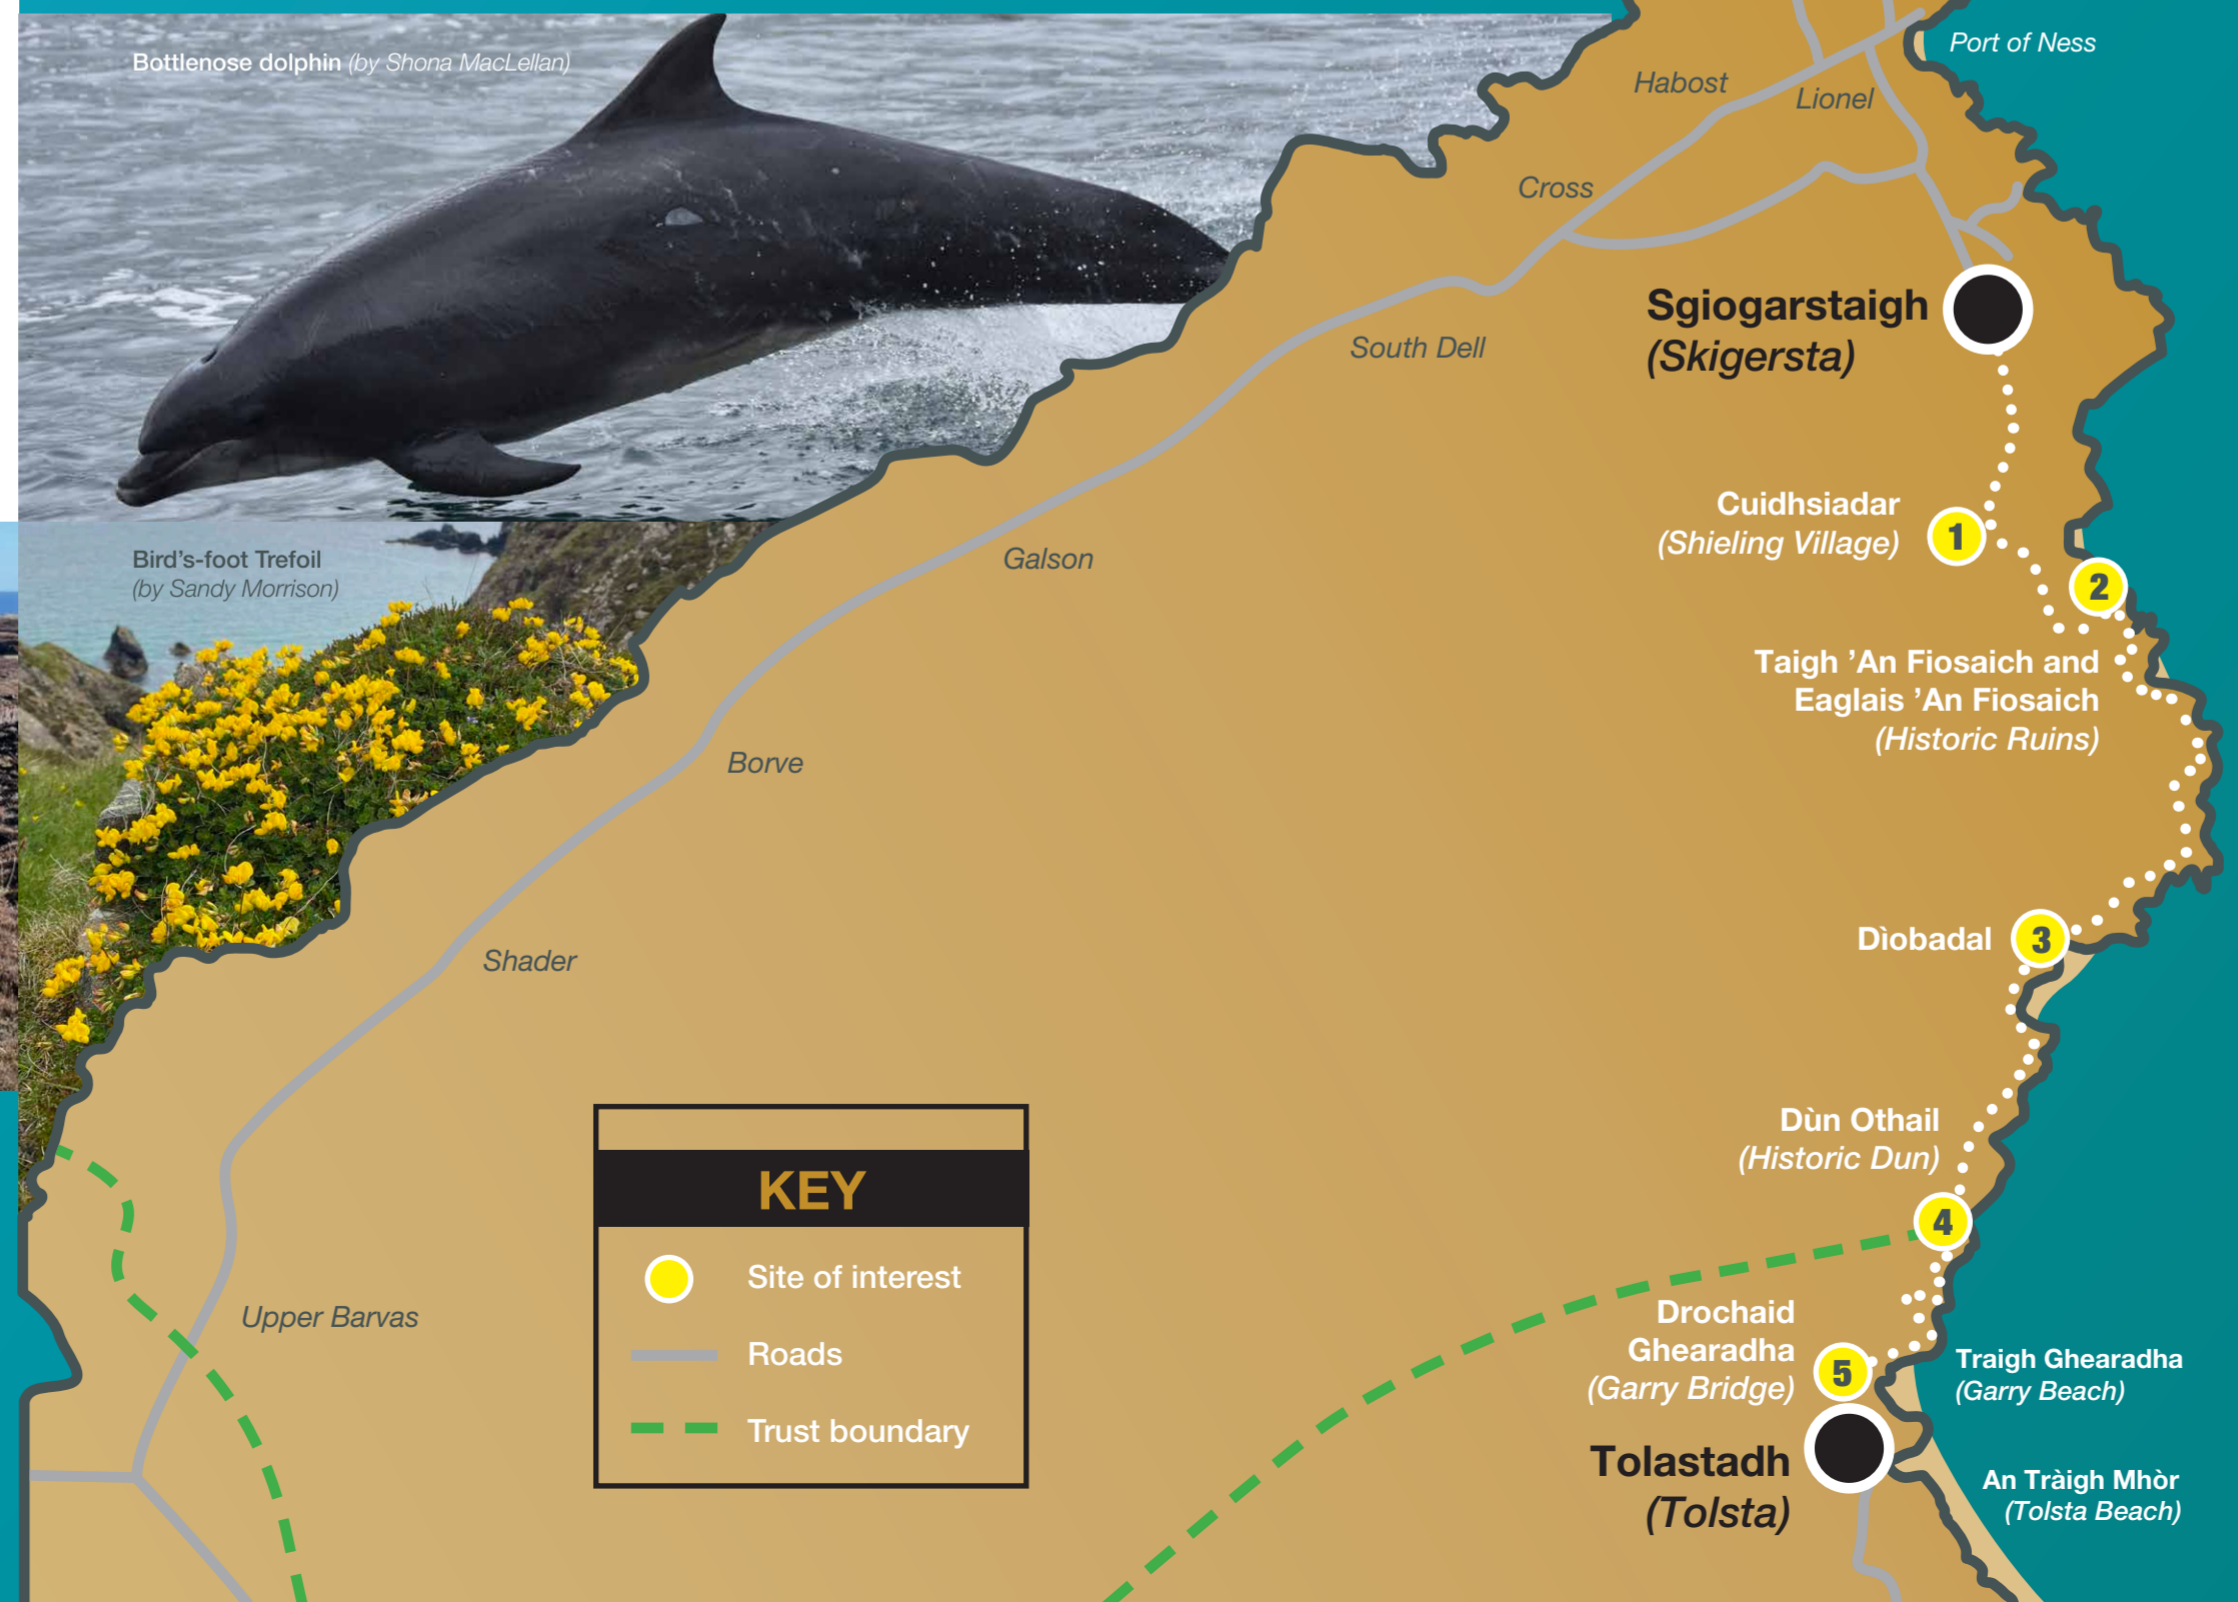 Bottlenose dolphin (by Shona MacLellan)
Port of Ness
Habost
Lionel
Cross
Sgiogarstaigh
(Skigersta)
South Dell
Cuidhsiadar
(Shieling Village)
1
2
Bird's-foot Trefoil
(by Sandy Morrison)
Galson
Taigh ’An Fiosaich and
Eaglais ’An Fiosaich
(Historic Ruins)
Borve
Dìobadal
3
Shader
Dùn Othail
(Historic Dun)
4
KEY
Site of interest
Roads
Trust boundary
Upper Barvas
Drochaid
Ghearadha
(Garry Bridge)
5
Traigh Ghearadha
(Garry Beach)
Tolastadh
(Tolsta)
An Tràigh Mhòr
(Tolsta Beach)